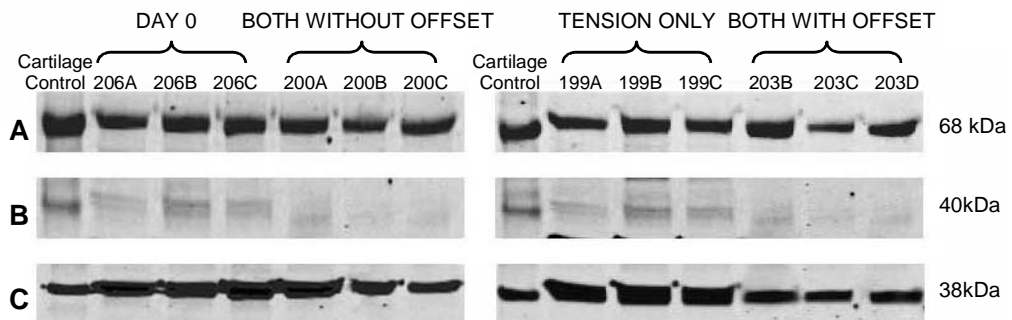 DAY 0 BOTH WITHOUT OFFSET TENSION ONLY BOTH WITH OFFSET
Cartilage Control 206A 206B 206C 200A 200B 200C Cartilage Control 199A 199B 199C 203B 203C 203D
A 68 kDa
B 40kDa
C 38kDa